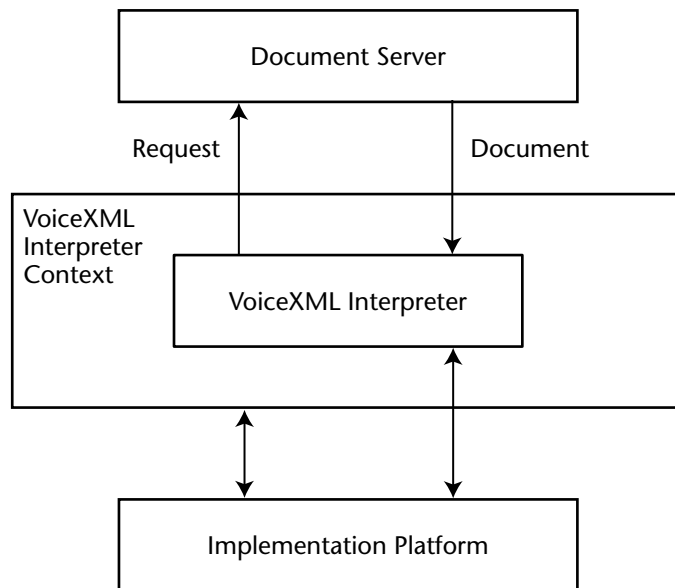 Document Server
Request
Document
VoiceXML
Interpreter
Context
VoiceXML Interpreter
Implementation Platform